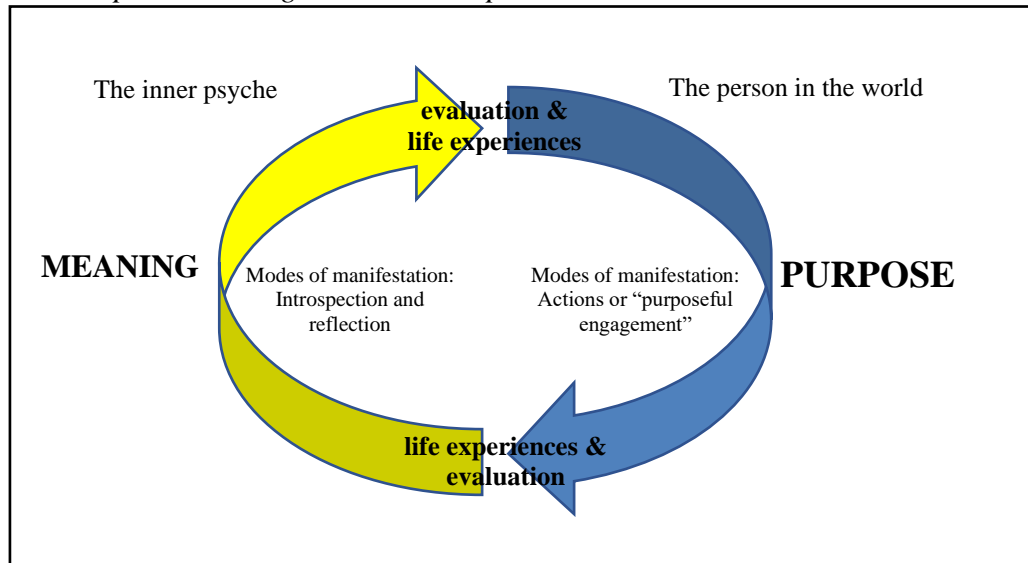 The inner psyche
The person in the world
evaluation &
life experiences
MEANING
Modes of manifestation:
Introspection and
reflection
Modes of manifestation:
Actions or “purposeful
engagement”
PURPOSE
life experiences &
evaluation